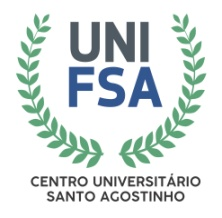 UNI
FSA
CENTRO UNIVERSITÁRIO
SANTO AGOSTINHO